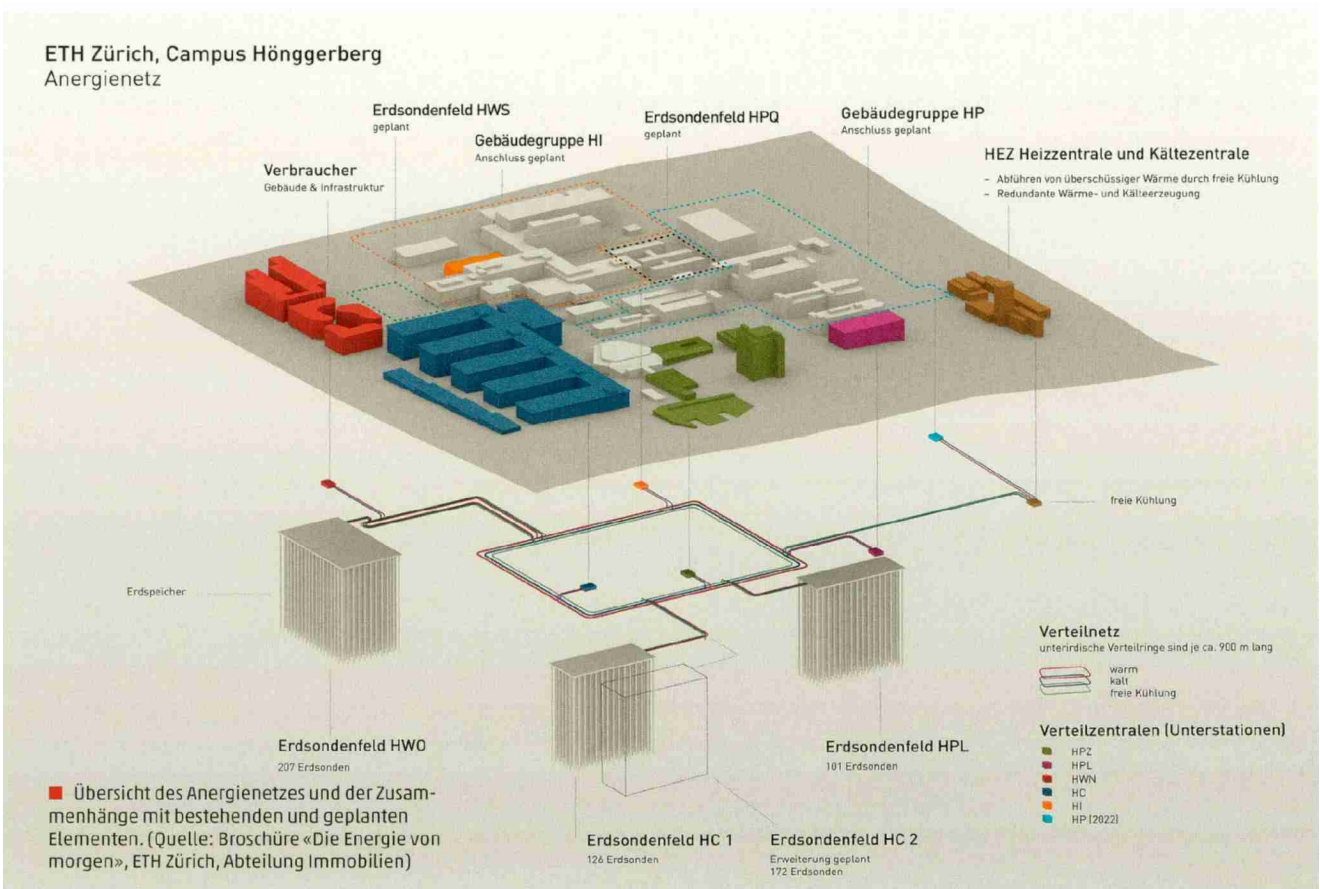 ETH Zürich, Campus Hönggerberg
Anergienetz
Erdsondenfeld HWS
geplant
Erdsondenfeld HPQ
geplant
Gebäudegruppe HP
Anschluss geplant
Gebäudegruppe HI
Anschluss geplant
HEZ Heizzentrale und Kältezentrale
– Abführen von überschüssiger Wärme durch freie Kühlung
– Redundante Wärme- und Kälteerzeugung
Verbraucher
Gebäude & Infrastruktur
freie Kühlung
Erdspeicher
Verteilnetz
unterirdische Verteilringe sind je ca. 900 m lang
warm
kalt
freie Kühlung
Verteilzentralen (Unterstationen)
HPZ
HPL
HWN
HC
HI
HP (2022)
Erdsondenfeld HWO
207 Erdsonden
Erdsondenfeld HPL
101 Erdsonden
Erdsondenfeld HC 1
126 Erdsonden
Erdsondenfeld HC 2
Erweiterung geplant
172 Erdsonden
Übersicht des Anergienetzes und der Zusam-
menhänge mit bestehenden und geplanten
Elementen. (Quelle: Broschüre «Die Energie von
morgen», ETH Zürich, Abteilung Immobilien)